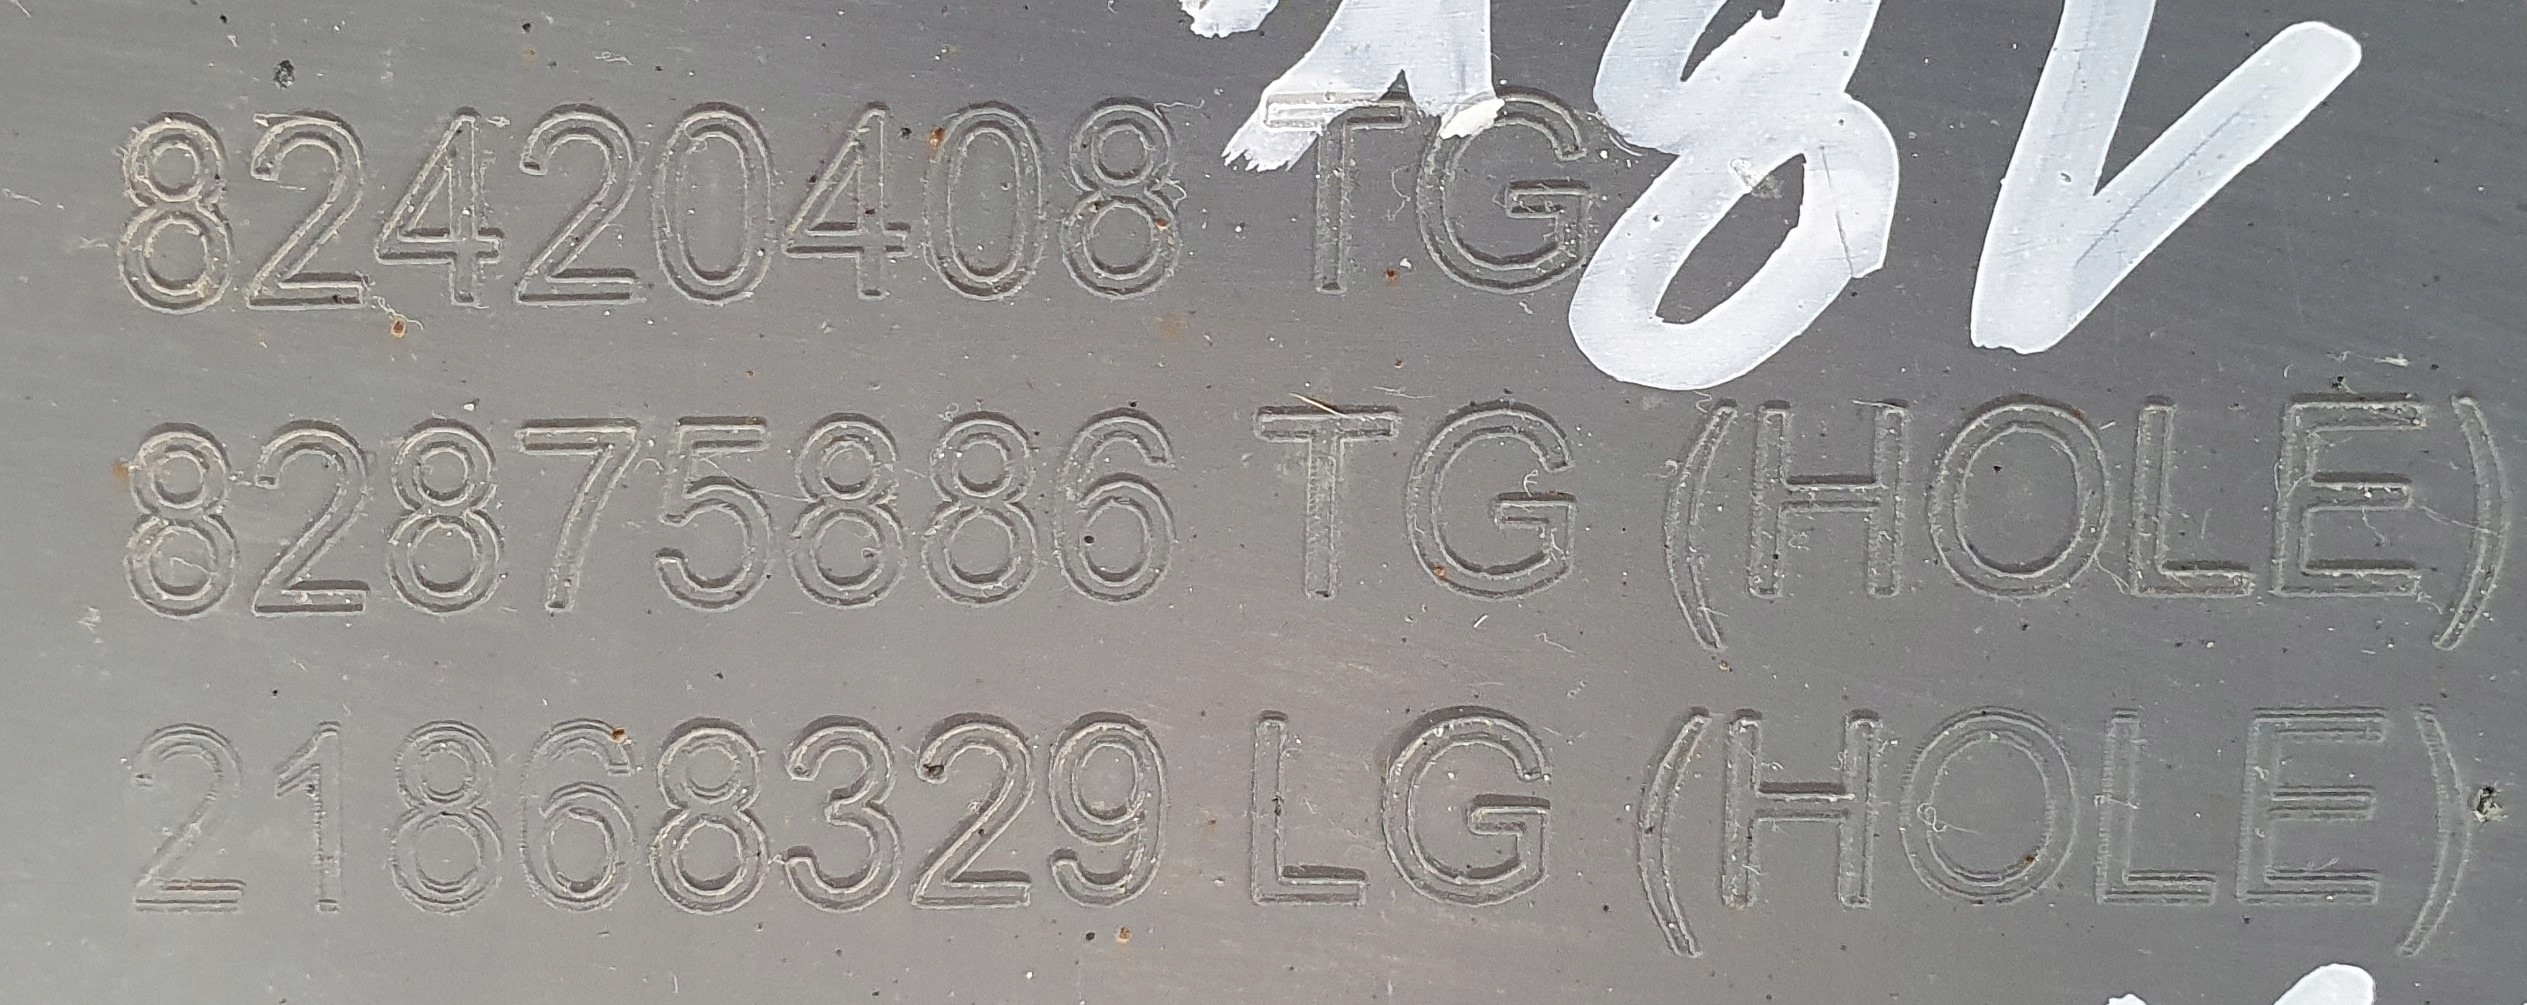 82420408 TG
82875886 TG (HOLE)
21868329 LG (HOLE)